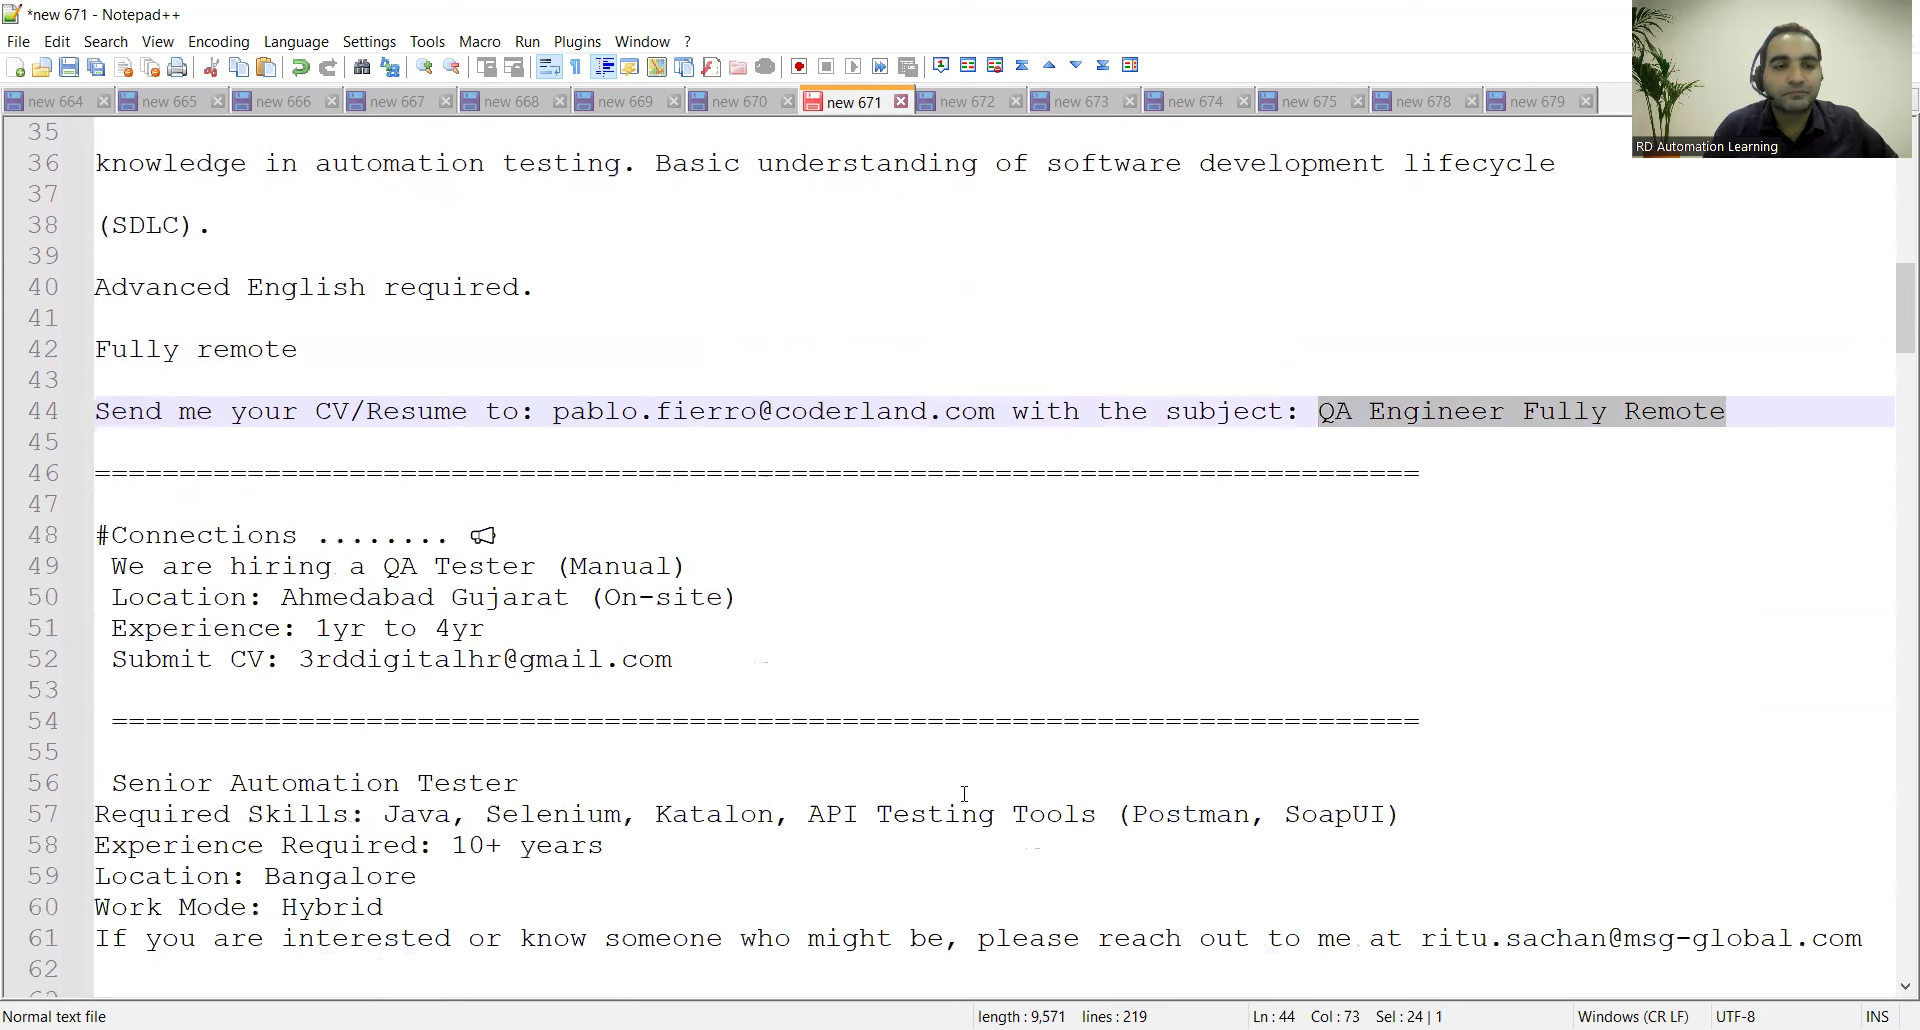 *new 671 - Notepad++
File Edit Search View Encoding Language Settings Tools Macro Run Plugins Window ?
new 664 new 665 new 666 new 667 new 668 new 669 new 670 new 671 new 672 new 673 new 674 new 675 new 678 new 679
RD Automation Learning
35
36 knowledge in automation testing. Basic understanding of software development lifecycle
37
38 (SDLC).
39
40 Advanced English required.
41
42 Fully remote
43
44 Send me your CV/Resume to: pablo.fierro@coderland.com with the subject: QA Engineer Fully Remote
45
46 ==============================================================================
47
48 #Connections ........
49 We are hiring a QA Tester (Manual)
50 Location: Ahmedabad Gujarat (On-site)
51 Experience: 1yr to 4yr
52 Submit CV: 3rddigitalhr@gmail.com
53
54 =============================================================================
55
56 Senior Automation Tester
57 Required Skills: Java, Selenium, Katalon, API Testing Tools (Postman, SoapUI)
58 Experience Required: 10+ years
59 Location: Bangalore
60 Work Mode: Hybrid
61 If you are interested or know someone who might be, please reach out to me at ritu.sachan@msg-global.com
62
Normal text file length : 9,571 lines : 219 Ln : 44 Col : 73 Sel : 24 | 1 Windows (CR LF) UTF-8 INS